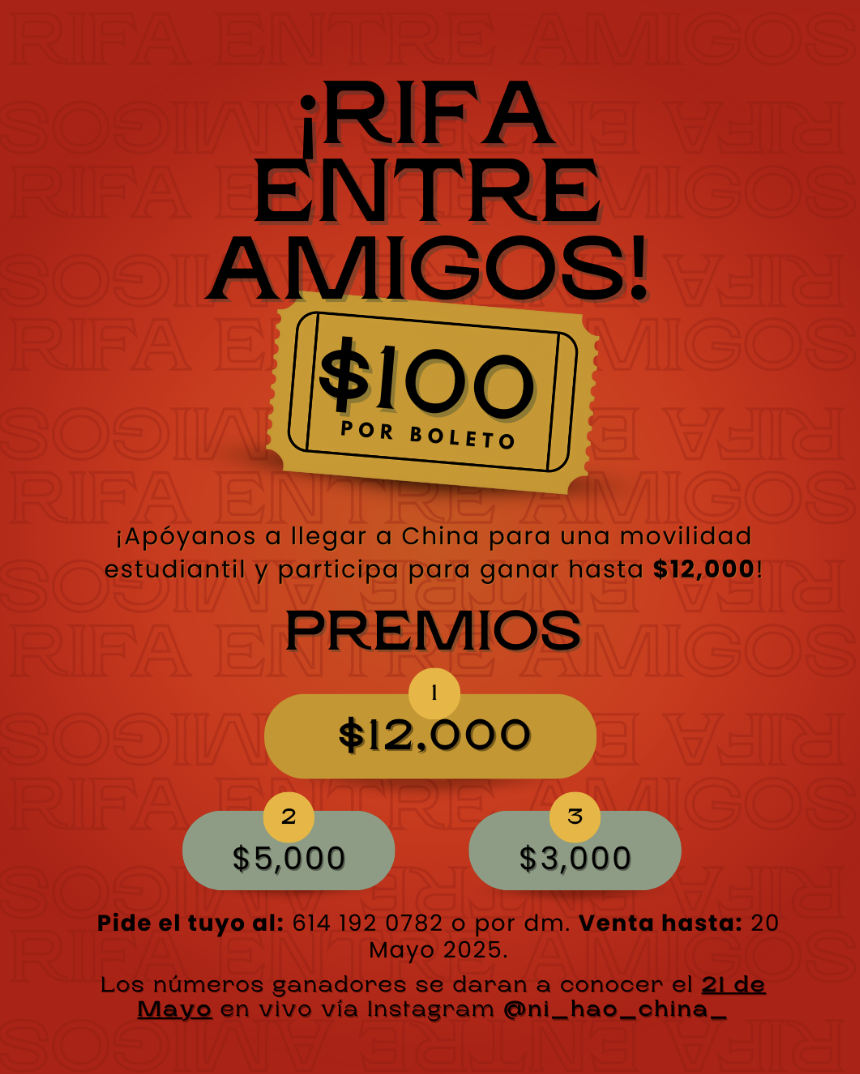 ¡RIFA
ENTRE
AMIGOS!
$100
POR BOLETO
¡Apóyanos a llegar a China para una movilidad
estudiantil y participa para ganar hasta $12,000!
PREMIOS
1
$12,000
2
$5,000
3
$3,000
Pide el tuyo al: 614 192 0782 o por dm. Venta hasta: 20
Mayo 2025.
Los números ganadores se daran a conocer el 21 de
Mayo en vivo vía Instagram @ni_hao_china_